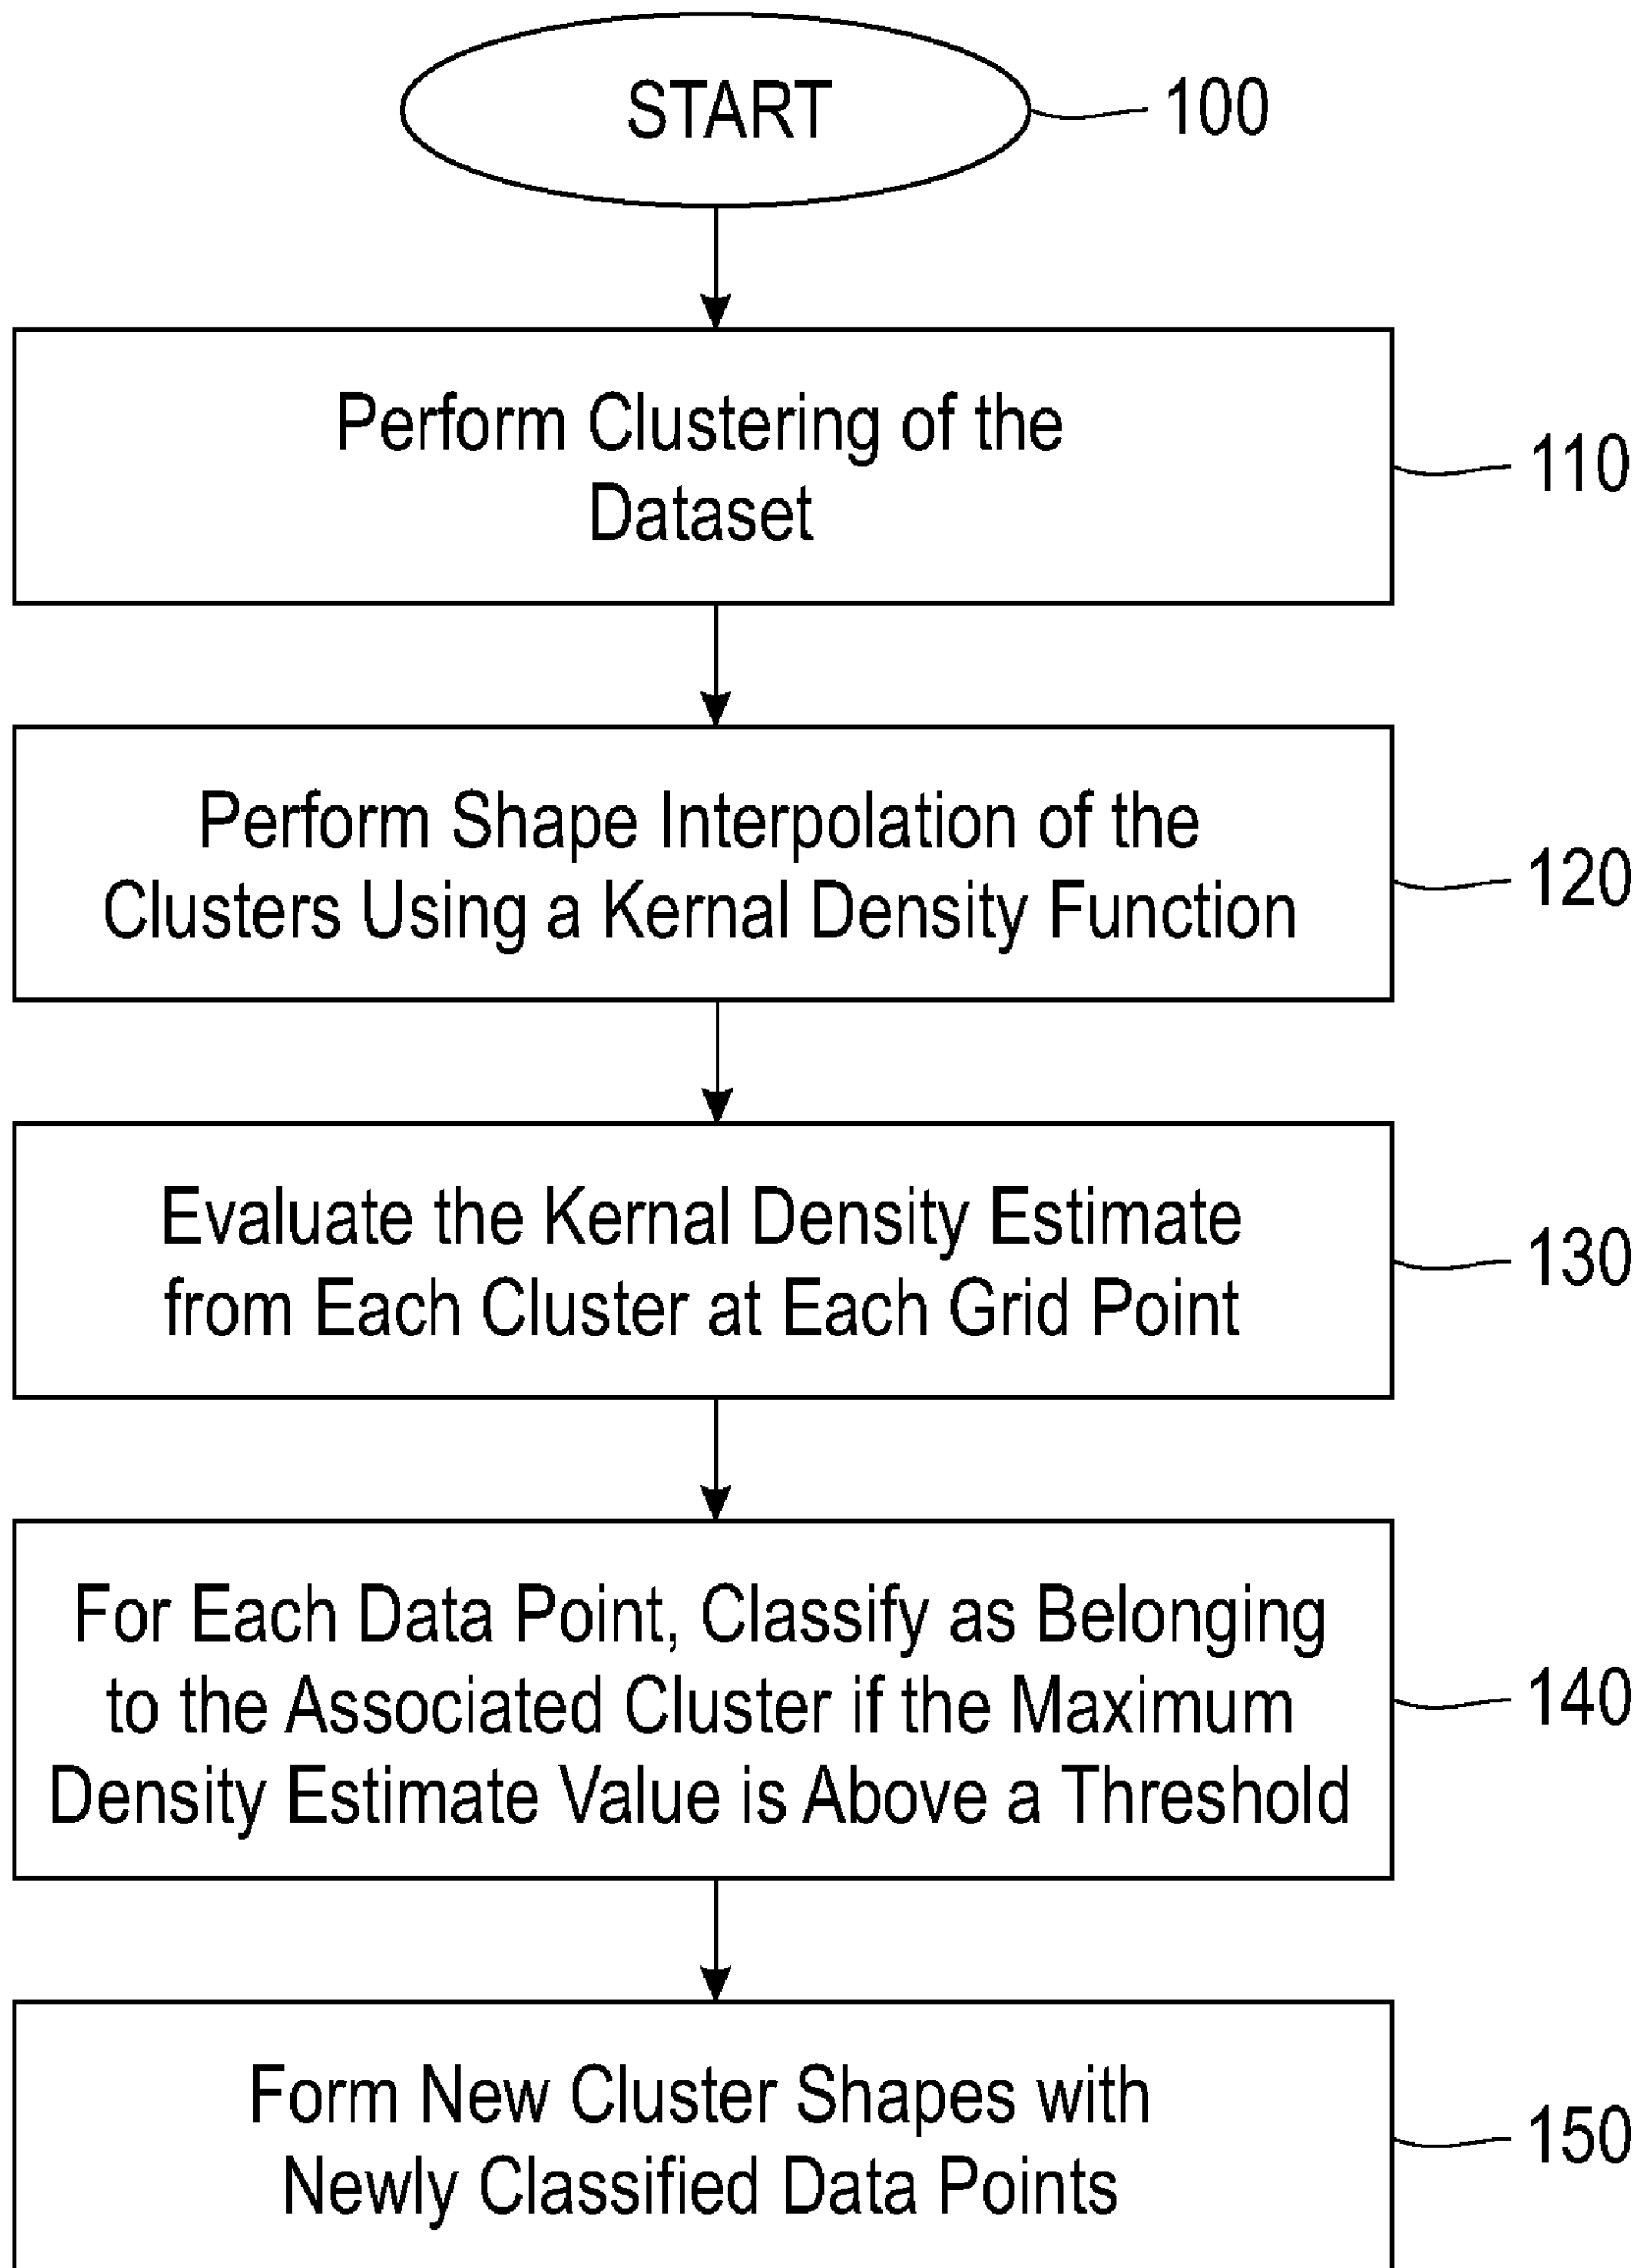 START
100
Perform Clustering of the
Dataset
110
Perform Shape Interpolation of the
Clusters Using a Kernal Density Function
120
Evaluate the Kernal Density Estimate
from Each Cluster at Each Grid Point
130
For Each Data Point, Classify as Belonging
to the Associated Cluster if the Maximum
Density Estimate Value is Above a Threshold
140
Form New Cluster Shapes with
Newly Classified Data Points
150